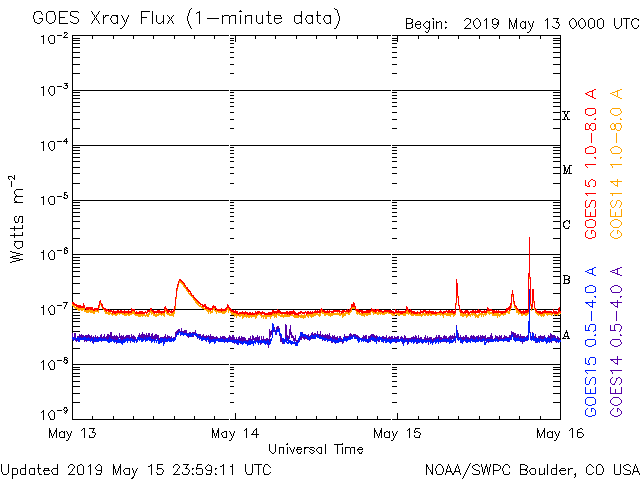 GOES Xray Flux (1-minute data)
Begin: 2019 May 13 0000 UTC
10-2
10-3
10-4
10-5
10-6
10-7
10-8
10-9
Watts m-2
X
M
C
B
A
GOES15 1.0-8.0 A
GOES14 1.0-8.0 A
GOES15 0.5-4.0 A
GOES14 0.5-4.0 A
May 13
May 14
May 15
May 16
Universal Time
Updated 2019 May 15 23:59:11 UTC
NOAA/SWPC Boulder, CO USA